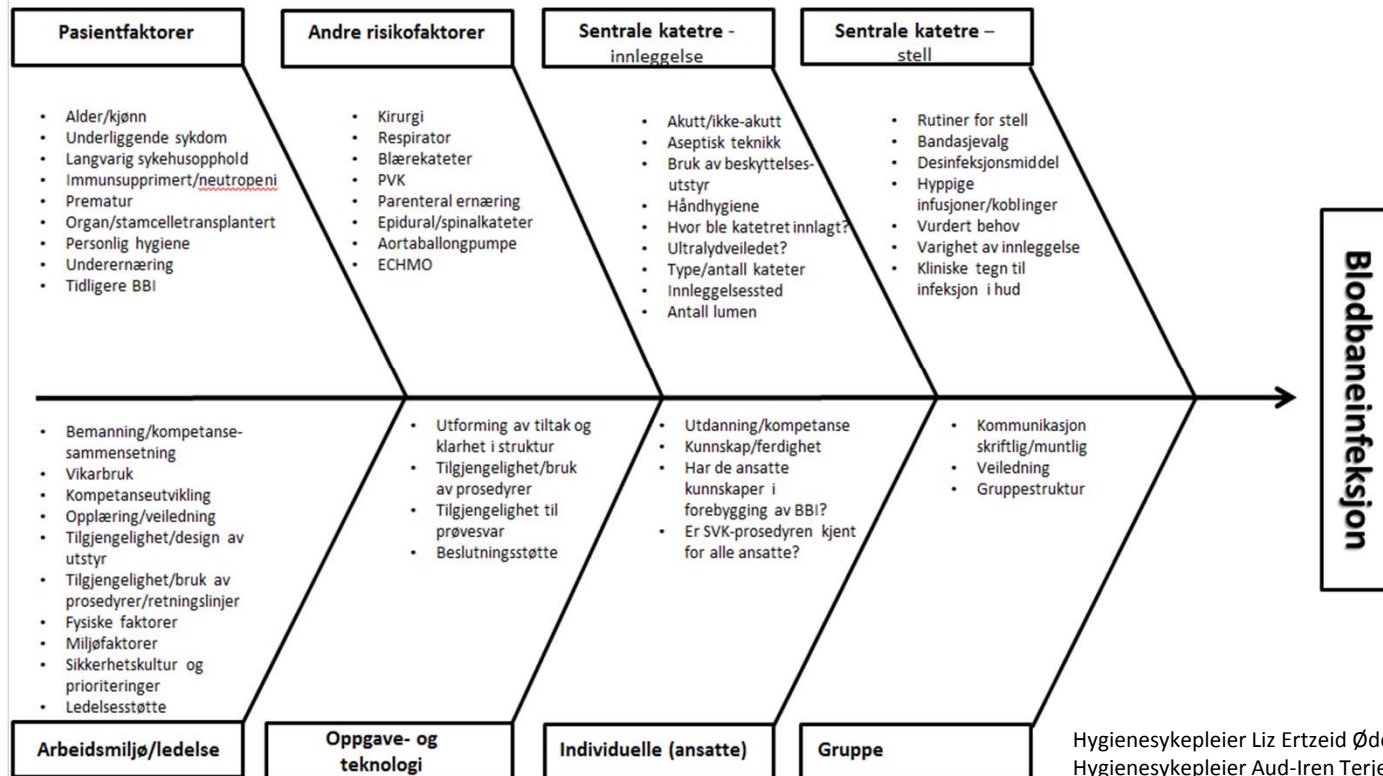 Pasientfaktorer
Andre risikofaktorer
Sentrale katetre -
innleggelse
Sentrale katetre –
stell
• Alder/kjønn
• Underliggende sykdom
• Langvarig sykehusopphold
• Immunsupprimert/neutropeni
• Prematur
• Organ/stamcelletransplantert
• Personlig hygiene
• Underernæring
• Tidligere BBI
• Kirurgi
• Respirator
• Blærekateter
• PVK
• Parenteral ernæring
• Epidural/spinalkateter
• Aortaballongpumpe
• ECHMO
• Akutt/ikke-akutt
• Aseptisk teknikk
• Bruk av beskyttelses-
utstyr
• Håndhygiene
• Hvor ble katetret innlagt?
• Ultralydveiledet?
• Type/antall kateter
• Innleggelsessted
• Antall lumen
• Rutiner for stell
• Bandasjevalg
• Desinfeksjonsmiddel
• Hyppige
infusjoner/koblinger
• Vurdert behov
• Varighet av innleggelse
• Kliniske tegn til
infeksjon i hud
Blodbaneinfeksjon
• Bemanning/kompetanse-
sammensetning
• Vikarbruk
• Kompetanseutvikling
• Opplæring/veiledning
• Tilgjengelighet/design av
utstyr
• Tilgjengelighet/bruk av
prosedyrer/retningslinjer
• Fysiske faktorer
• Miljøfaktorer
• Sikkerhetskultur og
prioriteringer
• Ledelsesstøtte
• Utforming av tiltak og
klarhet i struktur
• Tilgjengelighet/bruk
av prosedyrer
• Tilgjengelighet til
prøvesvar
• Beslutningsstøtte
• Utdanning/kompetanse
• Kunnskap/ferdighet
• Har de ansatte
kunnskaper i
forebygging av BBI?
• Er SVK-prosedyren kjent
for alle ansatte?
• Kommunikasjon
skriftlig/muntlig
• Veiledning
• Gruppestruktur
Arbeidsmiljø/ledelse
Oppgave- og
teknologi
Individuelle (ansatte)
Gruppe
Hygienesykepleier Liz Ertzeid
Hygienesykepleier Aud-Iren